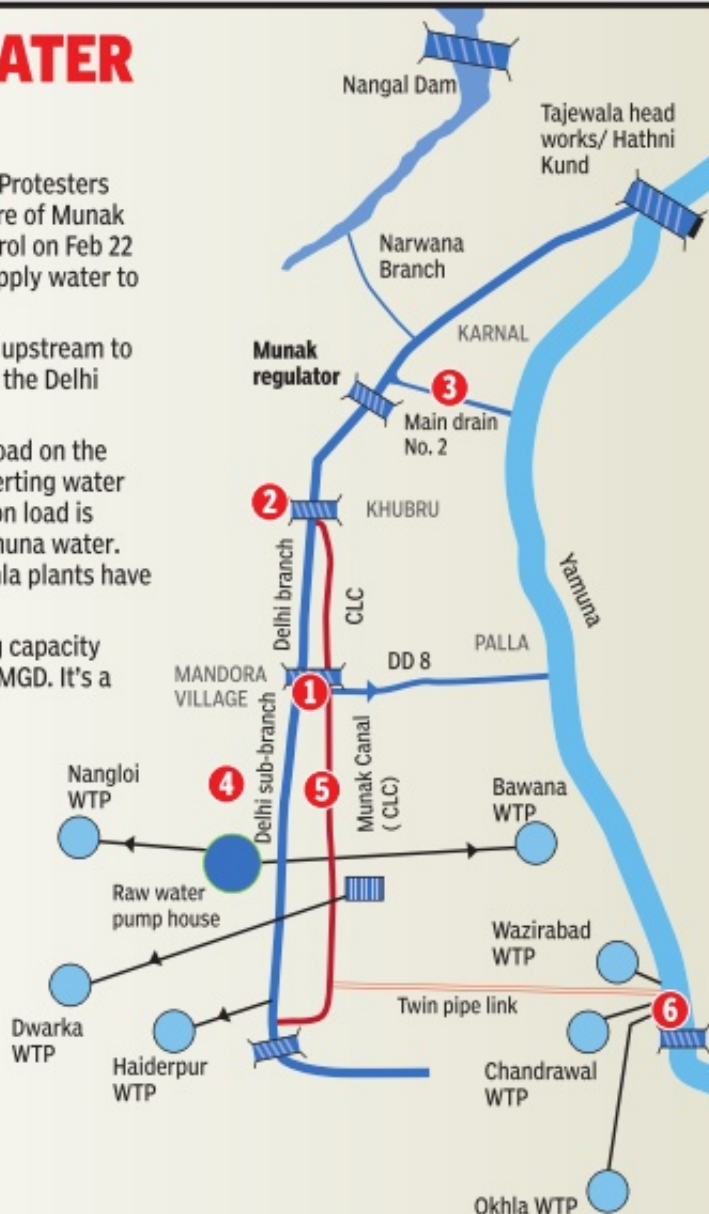 ATER
Protesters
re of Munak
rol on Feb 22
pply water to
upstream to
the Delhi
oad on the
erting water
on load is
nuna water.
la plants have
g capacity
MGD. It's a
Nangal Dam
Tajewala head
works/ Hathni
Kund
Narwana
Branch
KARNAL
Munak
regulator
3
Main drain
No. 2
2
KHUBRU
Delhi branch
CLC
Yamuna
PALLA
DD 8
MANDORA
VILLAGE
1
Delhi sub-branch
Munak Canal
( CLC)
4
5
Nangloi
WTP
Bawana
WTP
Raw water
pump house
Wazirabad
WTP
Twin pipe link
6
Dwarka
WTP
Haiderpur
WTP
Chandrawal
WTP
Okhla WTP